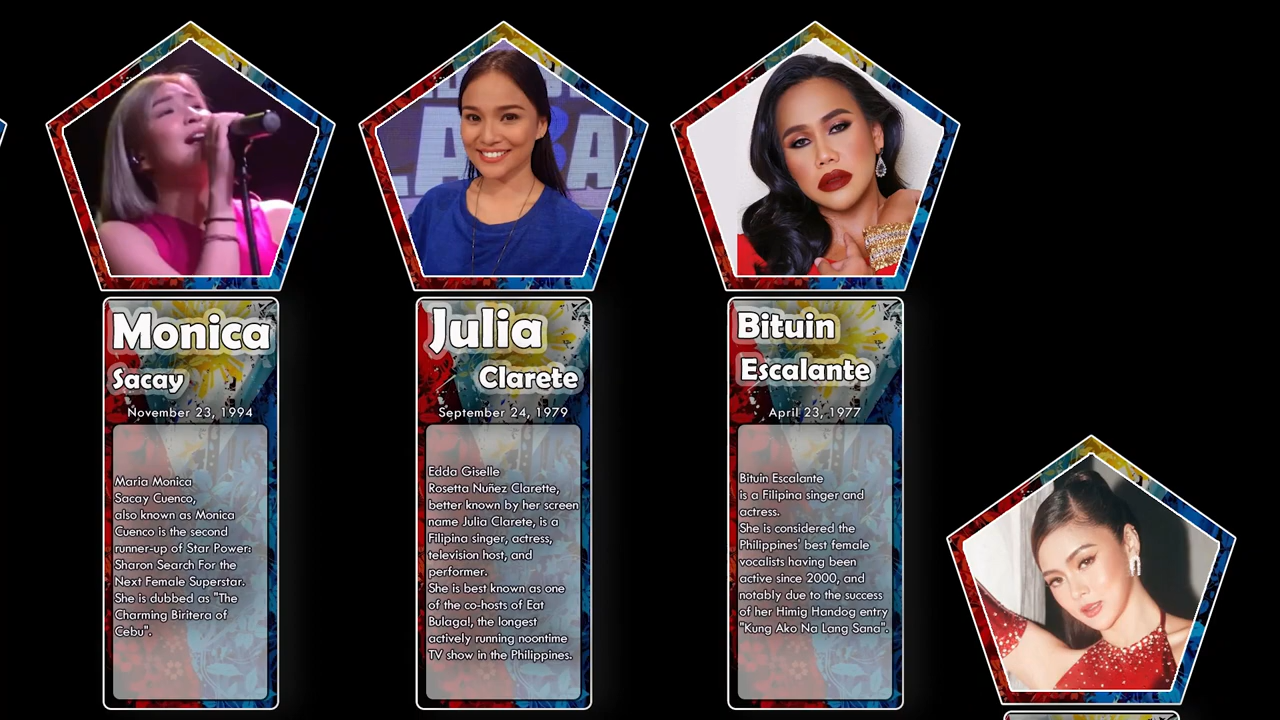 Monica
Sacay
November 23, 1994
Maria Monica
Sacay Cuenco,
also known as Monica
Cuenco is the second
runner-up of Star Power:
Sharon Search For the
Next Female Superstar.
She is dubbed as "The
Charming Biritera of
Cebu".
Julia
Clarete
September 24, 1979
Edda Giselle
Rosetta Nuñez Clarette,
better known by her screen
name Julia Clarete, is a
Filipina singer, actress,
television host, and
performer.
She is best known as one
of the co-hosts of Eat
Bulaga!, the longest
actively running noontime
TV show in the Philippines.
Bituin
Escalante
April 23, 1977
Bituin Escalante
is a Filipina singer and
actress.
She is considered the
Philippines' best female
vocalists having been
active since 2000, and
notably due to the success
of her Himig Handog entry
"Kung Ako Na Lang Sana".